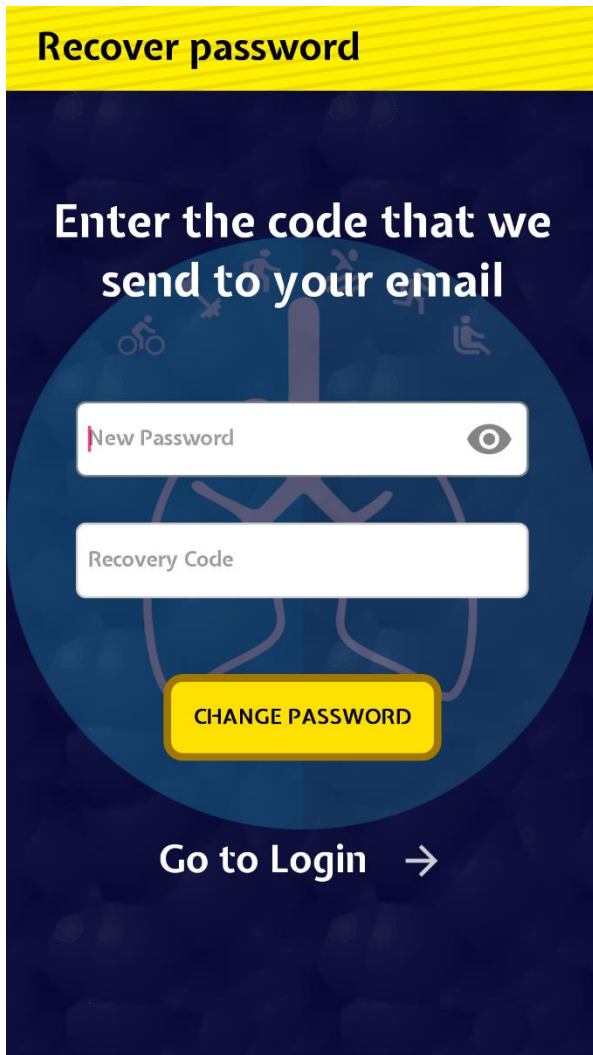 Recover password
Enter the code that we
send to your email
New Password
Recovery Code
CHANGE PASSWORD
Go to Login